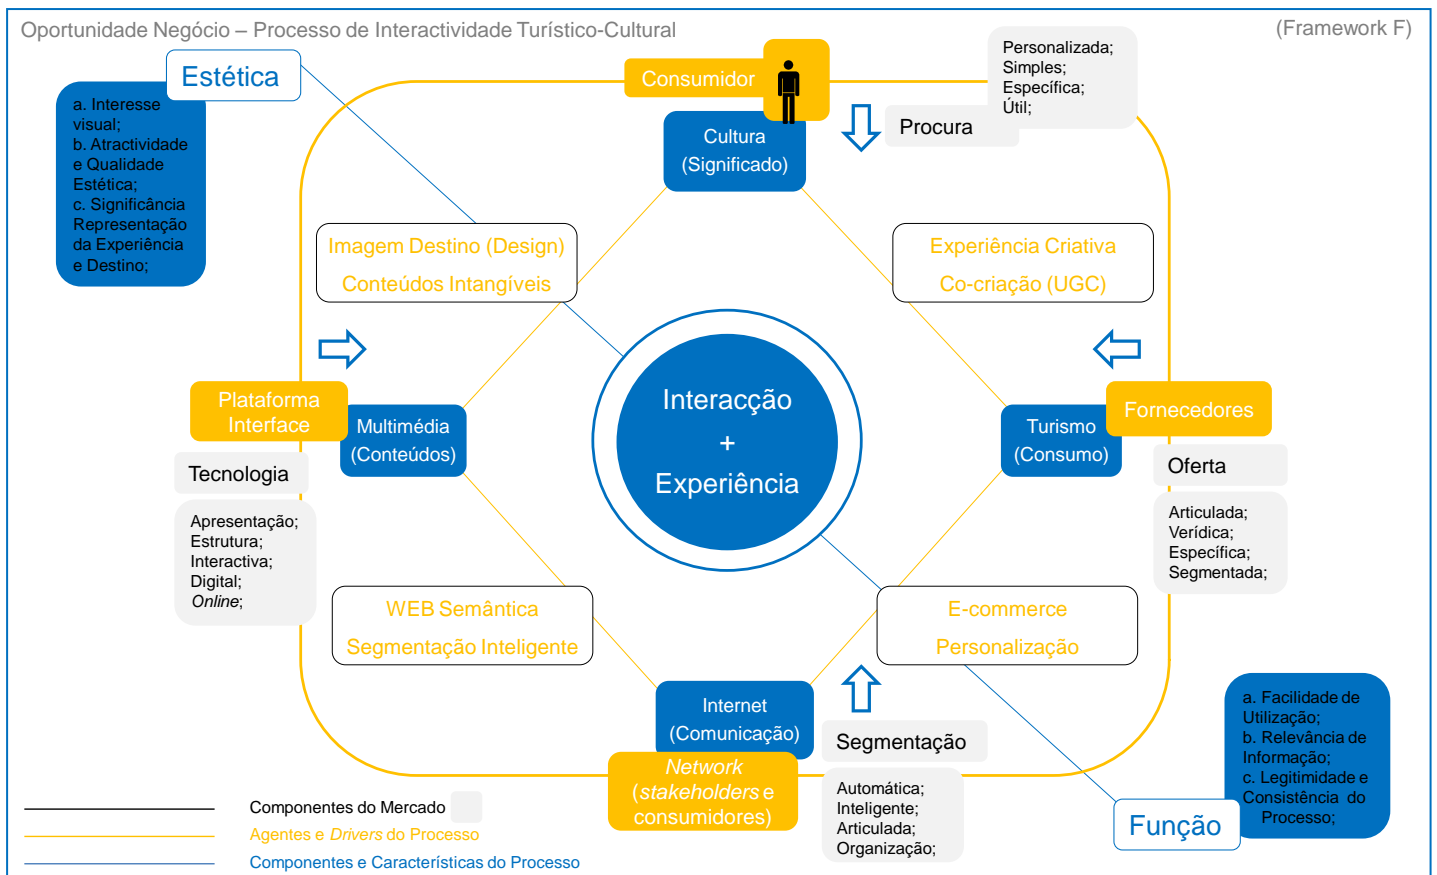 Oportunidade Negócio – Processo de Interactividade Turístico-Cultural
(Framework F)
Estética
a. Interesse
visual;
b. Atractividade
e Qualidade
Estética;
c. Significância
Representação
da Experiência
e Destino;
Consumidor
Cultura
(Significado)
Procura
Personalizada;
Simples;
Específica;
Útil;
Imagem Destino (Design)
Conteúdos Intangíveis
Experiência Criativa
Co-criação (UGC)
Plataforma
Interface
Multimédia
(Conteúdos)
Tecnologia
Apresentação;
Estrutura;
Interactiva;
Digital;
Online;
Interacção
+
Experiência
Turismo
(Consumo)
Fornecedores
Oferta
Articulada;
Verídica;
Específica;
Segmentada;
WEB Semântica
Segmentação Inteligente
E-commerce
Personalização
Internet
(Comunicação)
Network
(stakeholders e
consumidores)
Segmentação
Automática;
Inteligente;
Articulada;
Organização;
Função
a. Facilidade de
Utilização;
b. Relevância de
Informação;
c. Legitimidade e
Consistência do
Processo;
Componentes do Mercado
Agentes e Drivers do Processo
Componentes e Características do Processo